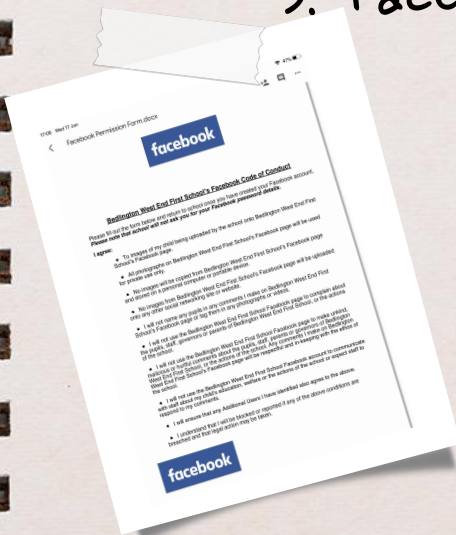 5. Face
17:08 Wed 17 Jan
47%
Facebook Permission Form.docx
facebook
Bedlington West End First School's Facebook Code of Conduct
Please fill out the form below and return to school once you have created your Facebook account.
Please note that school will not ask you for your Facebook password details.
I agree:
• To images of my child being uploaded by the school onto Bedlington West End First
School's Facebook page.
• All photographs on Bedlington West End First School's Facebook page will be used
for private use only.
• No images will be copied from Bedlington West End First School's Facebook page
and stored on a personal computer or portable device.
• No images from Bedlington West End First School's Facebook page will be uploaded
onto any other social networking site or website.
• I will not name any pupils in any comments I make on Bedlington West End First
School's Facebook page or tag them in any photographs or videos.
• I will not use the Bedlington West End First School's Facebook page to complain about
the pupils, staff, governors or parents of Bedlington West End First School, or the actions
of the school.
• I will not use the Bedlington West End First School Facebook page to make unkind,
malicious or hurtful comments about the pupils, staff, parents or governors of Bedlington
West End First School, or the actions of the school. Any comments I make on Bedlington
West End First School's Facebook page will be respectful and in-keeping with the ethos of
the school.
• I will not use the Bedlington West End First School Facebook account to communicate
with staff about my child's education, welfare or the actions of the school or expect staff to
respond to my comments.
• I will ensure that any Additional Users I have identified also agree to the above.
• I understand that I will be blocked or reported if any of the above conditions are
breached and that legal action may be taken.
facebook